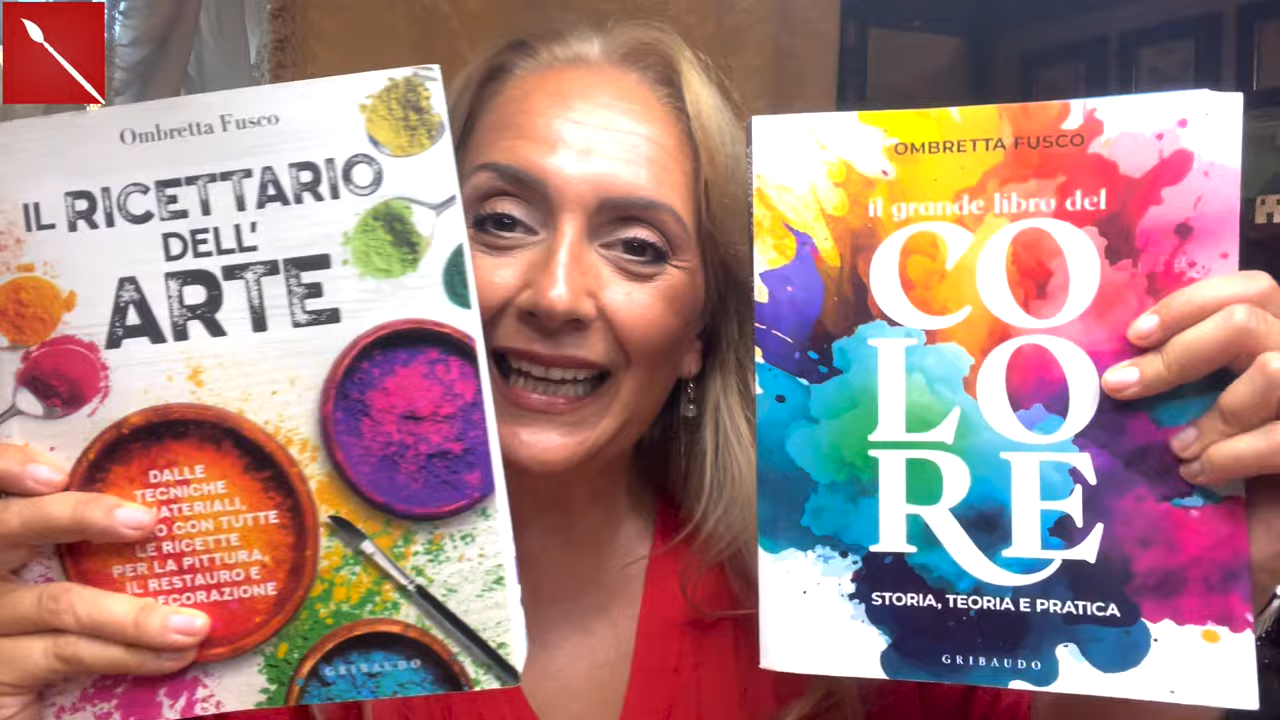 Ombretta Fusco
IL RICETTARIO
DELL'
ARTE
DALLE
TECNICHE
MATERIALI,
CON TUTTE
LE RICETTE
PER LA PITTURA,
IL RESTAURO E
GRIBAUDO
OMBRETTA FUSCO
il grande libro del
CO
LO
RE
STORIA, TEORIA E PRATICA
GRIBAUDO